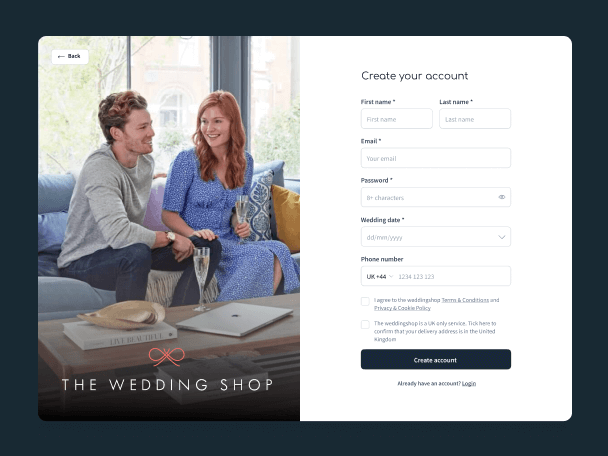 Back
Create your account
First name *
Last name *
First name
Last name
Email *
Your email
Password *
8+ characters
Wedding date *
dd/mm/yyyy
Phone number
UK +44
1234 123 123
I agree to the weddingshop Terms & Conditions and
Privacy & Cookie Policy
The weddingshop is a UK only service. Tick here to
confirm that your delivery address is in the United
Kingdom
Create account
Already have an account? Login
LIVE BEAUTIFUL
THE WEDDING SHOP